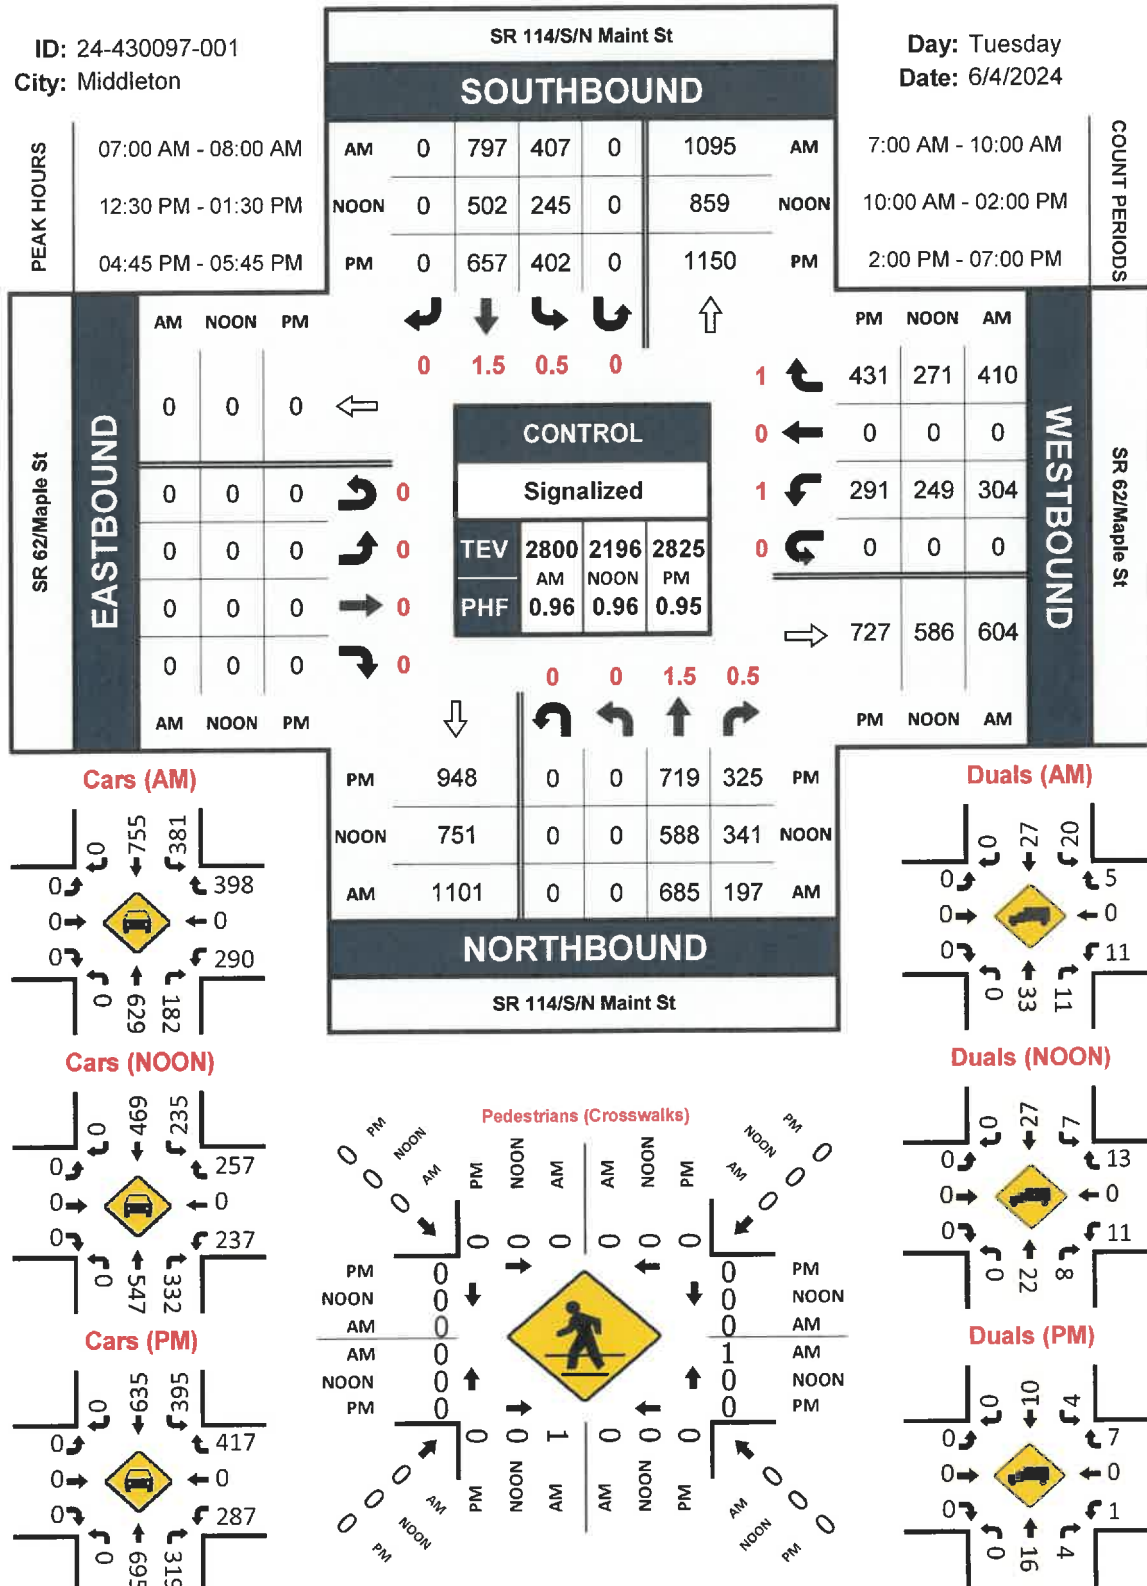 SR 114/S/N Maint St
ID: 24-430097-001
City: Middleton
Day: Tuesday
Date: 6/4/2024
SOUTHBOUND
PEAK HOURS
07:00 AM - 08:00 AM
12:30 PM - 01:30 PM
04:45 PM - 05:45 PM
AM 0 797 407 0 1095 AM
NOON 0 502 245 0 859 NOON
PM 0 657 402 0 1150 PM
7:00 AM - 10:00 AM
10:00 AM - 02:00 PM
2:00 PM - 07:00 PM
COUNT PERIODS
0 1.5 0.5 0
SR 62/Maple St
EASTBOUND
AM NOON PM
0 0 0
0 0 0 0
0 0 0 0
0 0 0 0
0 0 0 0
AM NOON PM
CONTROL
Signalized
TEV 2800 2196 2825
AM NOON PM
PHF 0.96 0.96 0.95
PM NOON AM
1 431 271 410
0 0 0 0
1 291 249 304
0 0 0 0
727 586 604
PM NOON AM
WESTBOUND
SR 62/Maple St
0 0 1.5 0.5
PM 948 0 0 719 325 PM
NOON 751 0 0 588 341 NOON
AM 1101 0 0 685 197 AM
NORTHBOUND
SR 114/S/N Maint St
Cars (AM)
0 755 381
0 398
0 0
0 290
0 629 182
Cars (NOON)
0 469 235
0 257
0 0
0 237
0 547 332
Cars (PM)
0 635 395
0 417
0 0
0 287
0 695 319
Duals (AM)
0 27 20
0 5
0 0
0 11
0 33 11
Duals (NOON)
0 27 7
0 13
0 0
0 11
0 22 8
Duals (PM)
0 10 4
0 7
0 0
0 1
0 16 4
Pedestrians (Crosswalks)
0 PM
0 NOON
0 AM
PM NOON AM AM NOON PM
PM 0
NOON 0
AM 0
0 0 0 0 0 0
PM 0 0 PM
NOON 0 0 NOON
AM 0 0 AM
AM 0 1 AM
NOON 0 0 NOON
PM 0 0 PM
0 0 1 0 0 0
PM NOON AM AM NOON PM
0 AM
0 NOON
0 PM
0 AM
0 NOON
0 PM